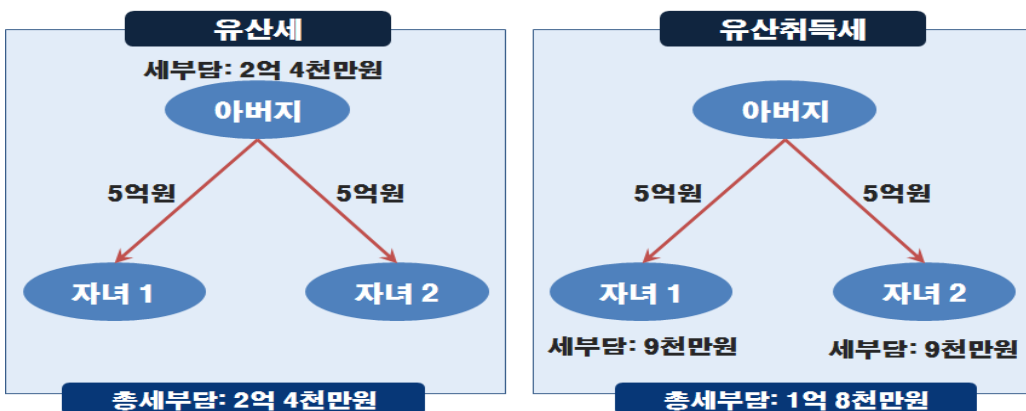 유산세
세부담: 2억 4천만원
아버지
5억원
5억원
자녀 1
자녀 2
총세부담: 2억 4천만원
유산취득세
아버지
5억원
5억원
자녀 1
자녀 2
세부담: 9천만원
세부담: 9천만원
총세부담: 1억 8천만원